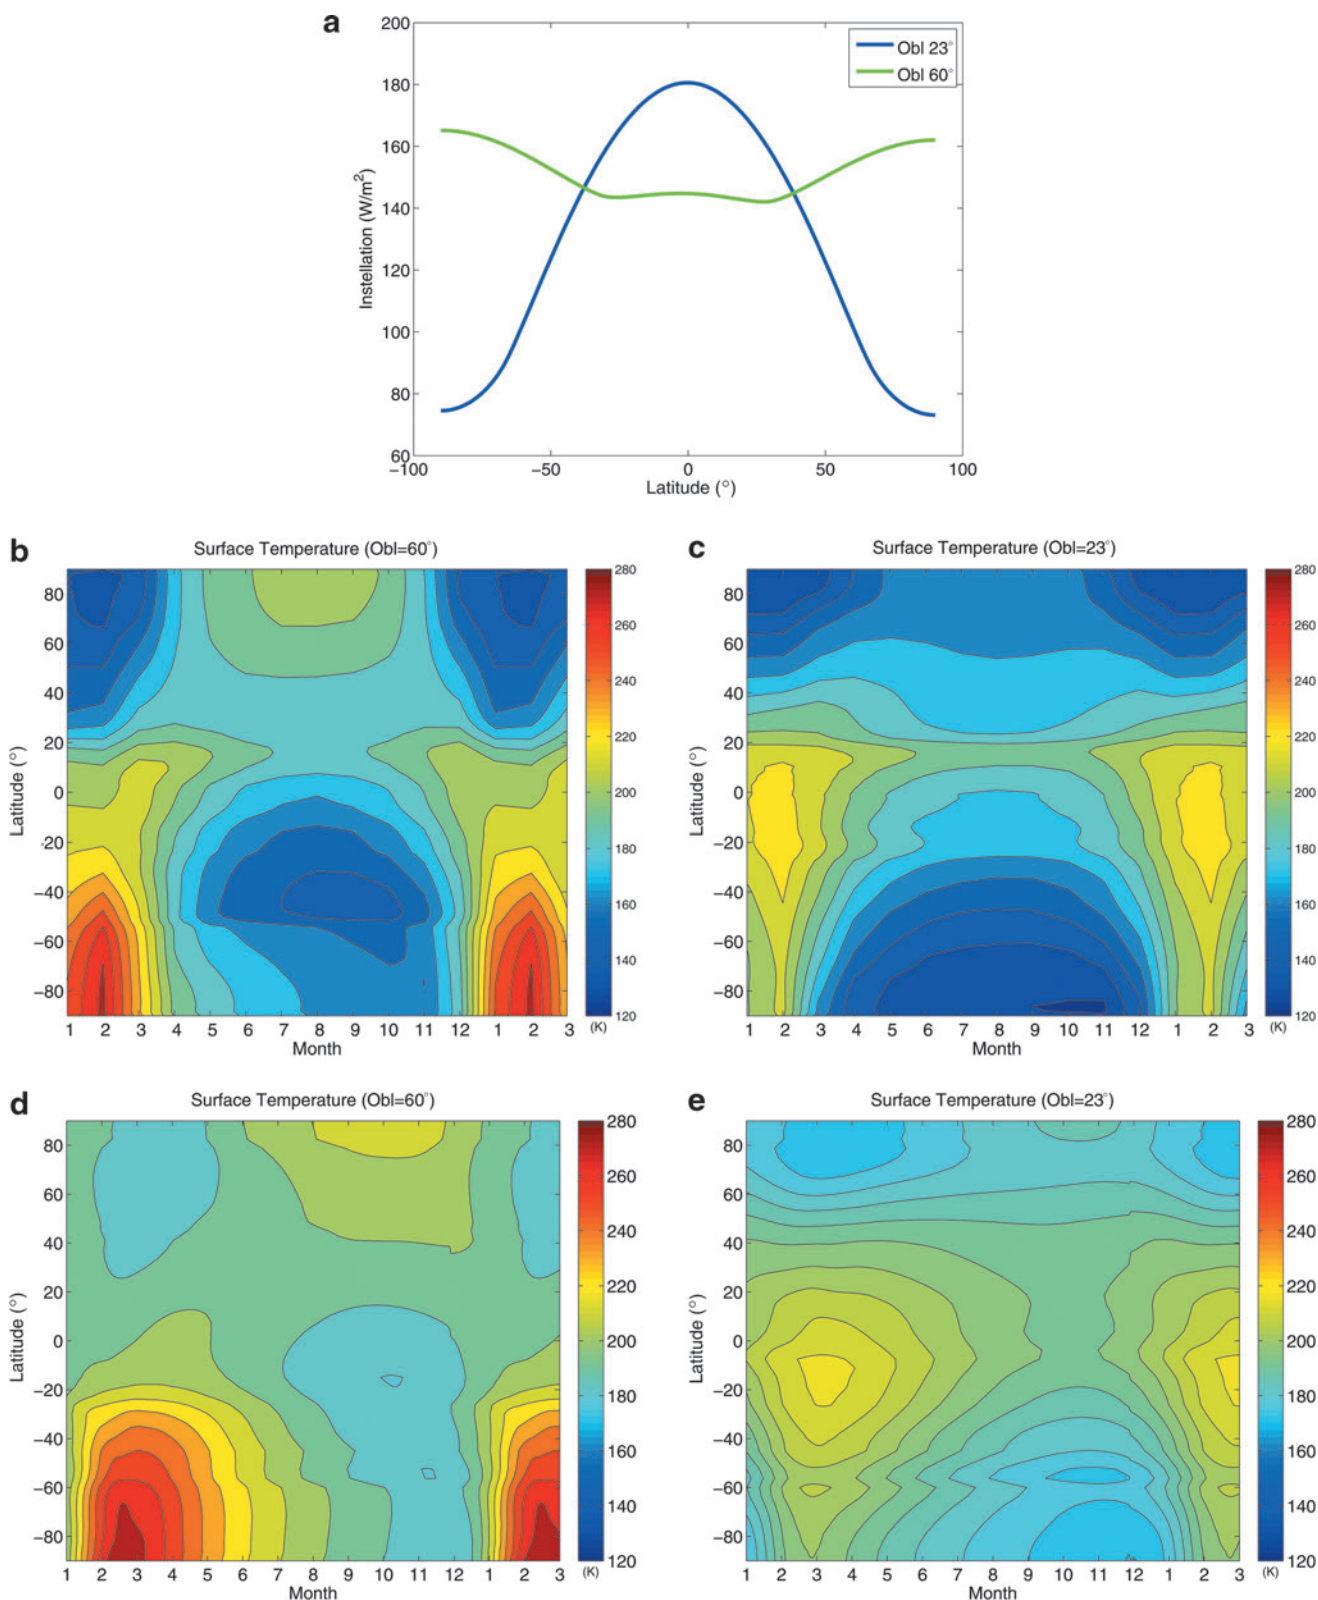 a
200
180
160
140
120
100
80
60
Instellation (W/m²)
Obl 23°
Obl 60°
−100
−50
0
50
100
Latitude (°)
b
Surface Temperature (Obl=60°)
80
60
40
20
0
−20
−40
−60
−80
Latitude (°)
1 2 3 4 5 6 7 8 9 10 11 12 1 2 3
Month
280
260
240
220
200
180
160
140
120
(K)
c
Surface Temperature (Obl=23°)
80
60
40
20
0
−20
−40
−60
−80
Latitude (°)
1 2 3 4 5 6 7 8 9 10 11 12 1 2 3
Month
280
260
240
220
200
180
160
140
120
(K)
d
Surface Temperature (Obl=60°)
80
60
40
20
0
−20
−40
−60
−80
Latitude (°)
1 2 3 4 5 6 7 8 9 10 11 12 1 2 3
Month
280
260
240
220
200
180
160
140
120
(K)
e
Surface Temperature (Obl=23°)
80
60
40
20
0
−20
−40
−60
−80
Latitude (°)
1 2 3 4 5 6 7 8 9 10 11 12 1 2 3
Month
280
260
240
220
200
180
160
140
120
(K)